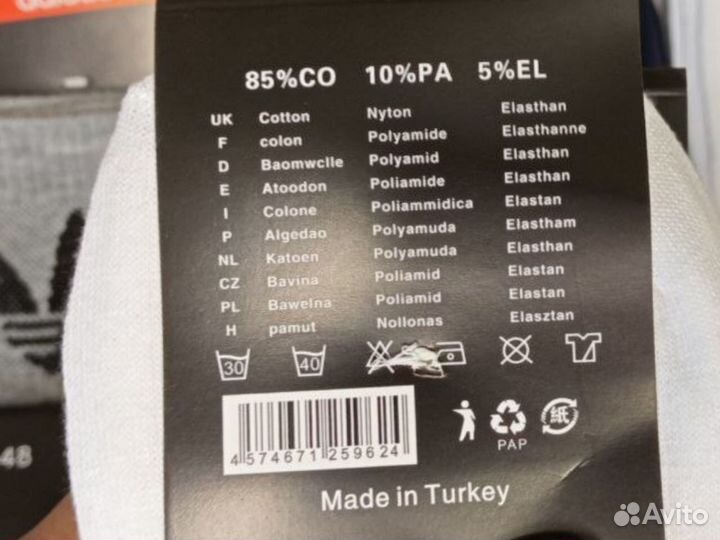 85%CO 10%PA 5%EL
UK Cotton Nyton Elasthan
F colon Polyamide Elasthanne
D Baomwclle Polyamid Elasthan
E Atoodon Poliamide Elasthan
I Colone Poliammidica Elastan
P Algedao Polyamuda Elastham
NL Katoen Polyamuda Elasthan
CZ Bavina Poliamid Elastan
PL Bawelna Poliamid Elastan
H pamut Nollonas Elasztan
30 40
4 574671 259624
PAP
紙
Made in Turkey
48
Avito